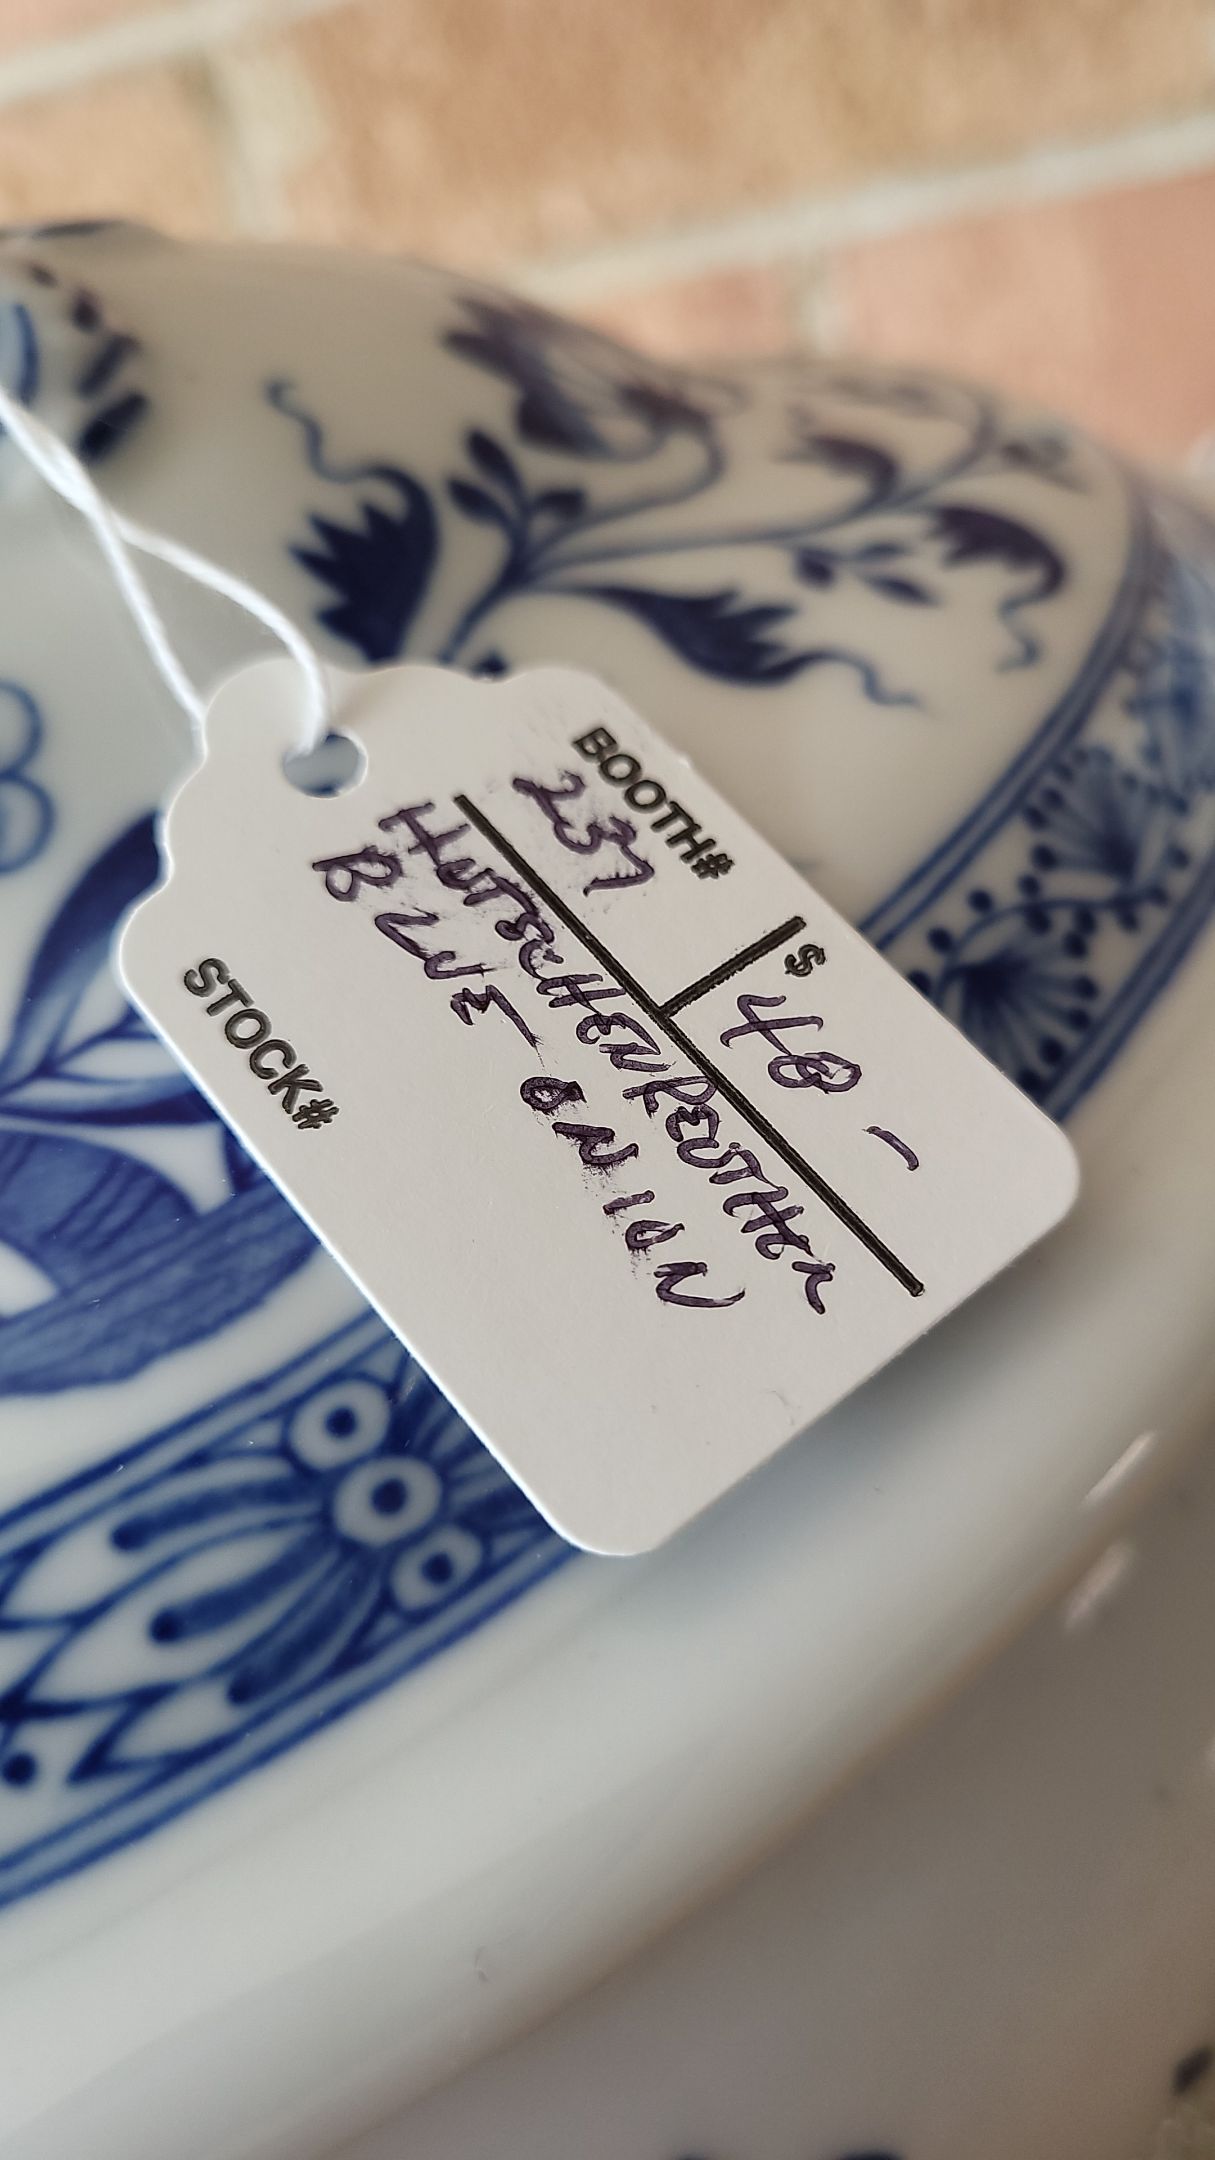 BOOTH# $
237 48 -
HUTSCHENREUTHER
BLUE ONION
STOCK#